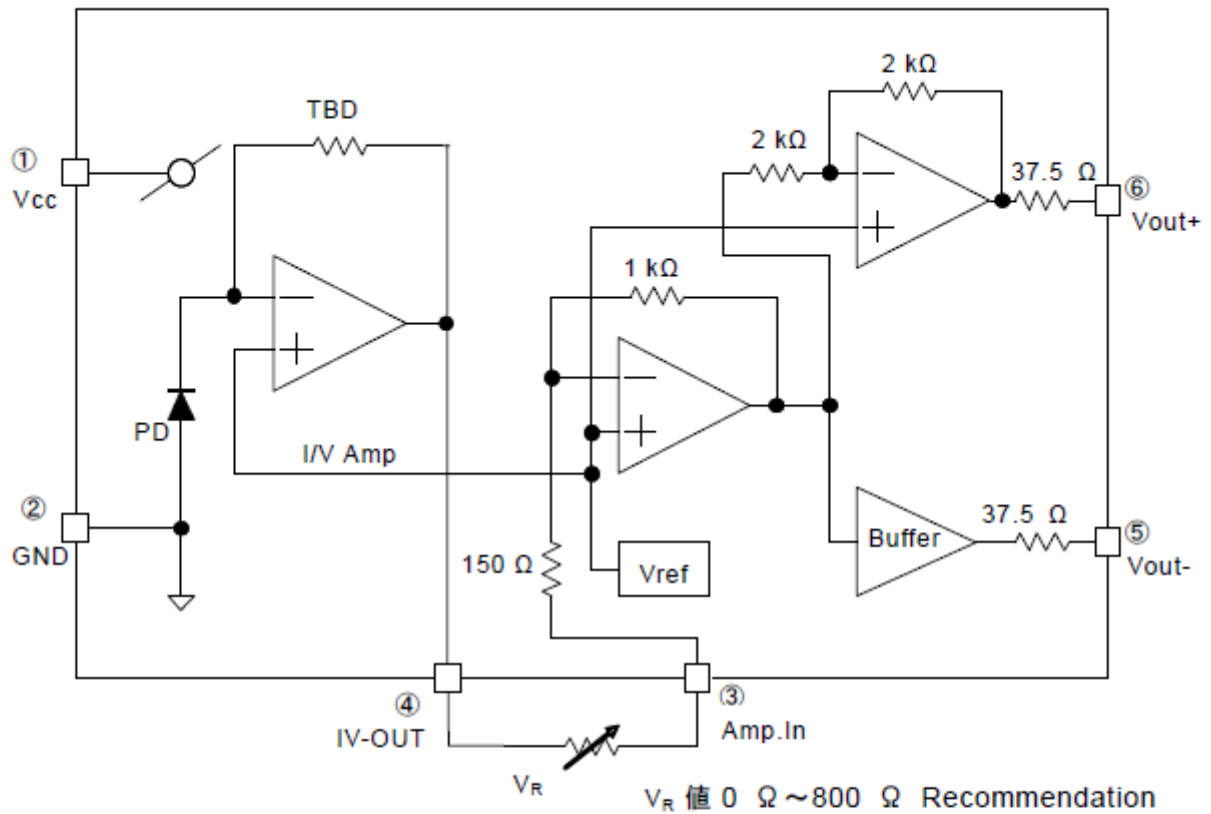 2 kΩ
TBD
2 kΩ
①
Vcc
37.5 Ω
⑥
Vout+
1 kΩ
PD
I/V Amp
②
GND
150 Ω
Vref
Buffer
37.5 Ω
⑤
Vout-
④
IV-OUT
③
Amp.In
VR
VR 値 0 Ω～800 Ω Recommendation